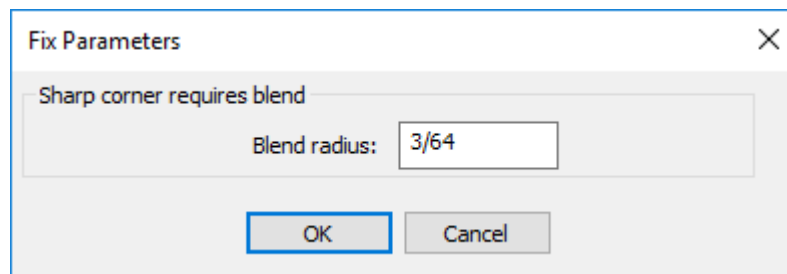 Fix Parameters
Sharp corner requires blend
Blend radius: 3/64
OK Cancel